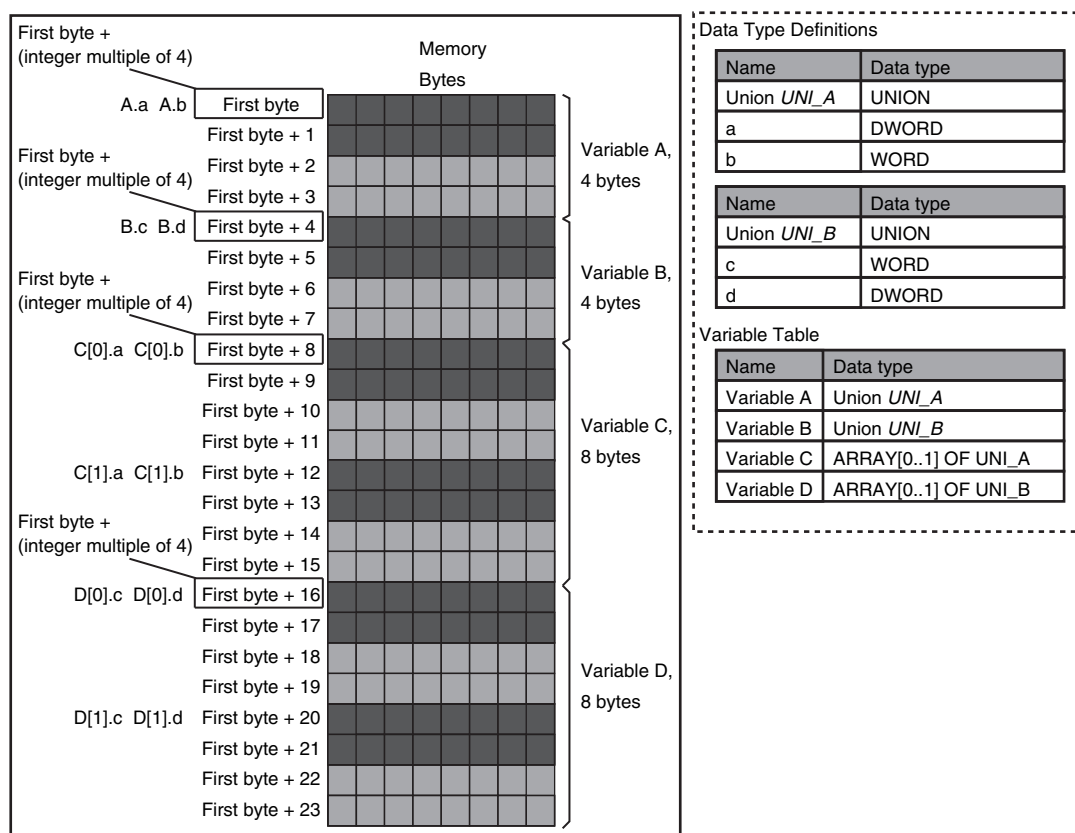 First byte +
(integer multiple of 4)
Memory
Bytes
A.a A.b First byte
First byte + 1
First byte + 2
First byte + 3
Variable A,
4 bytes
First byte +
(integer multiple of 4)
B.c B.d First byte + 4
First byte + 5
First byte + 6
First byte + 7
Variable B,
4 bytes
First byte +
(integer multiple of 4)
C[0].a C[0].b First byte + 8
First byte + 9
First byte + 10
First byte + 11
C[1].a C[1].b First byte + 12
First byte + 13
First byte + 14
First byte + 15
Variable C,
8 bytes
First byte +
(integer multiple of 4)
D[0].c D[0].d First byte + 16
First byte + 17
First byte + 18
First byte + 19
D[1].c D[1].d First byte + 20
First byte + 21
First byte + 22
First byte + 23
Variable D,
8 bytes
Data Type Definitions
Name Data type
Union UNI_A UNION
a DWORD
b WORD
Name Data type
Union UNI_B UNION
c WORD
d DWORD
Variable Table
Name Data type
Variable A Union UNI_A
Variable B Union UNI_B
Variable C ARRAY[0..1] OF UNI_A
Variable D ARRAY[0..1] OF UNI_B